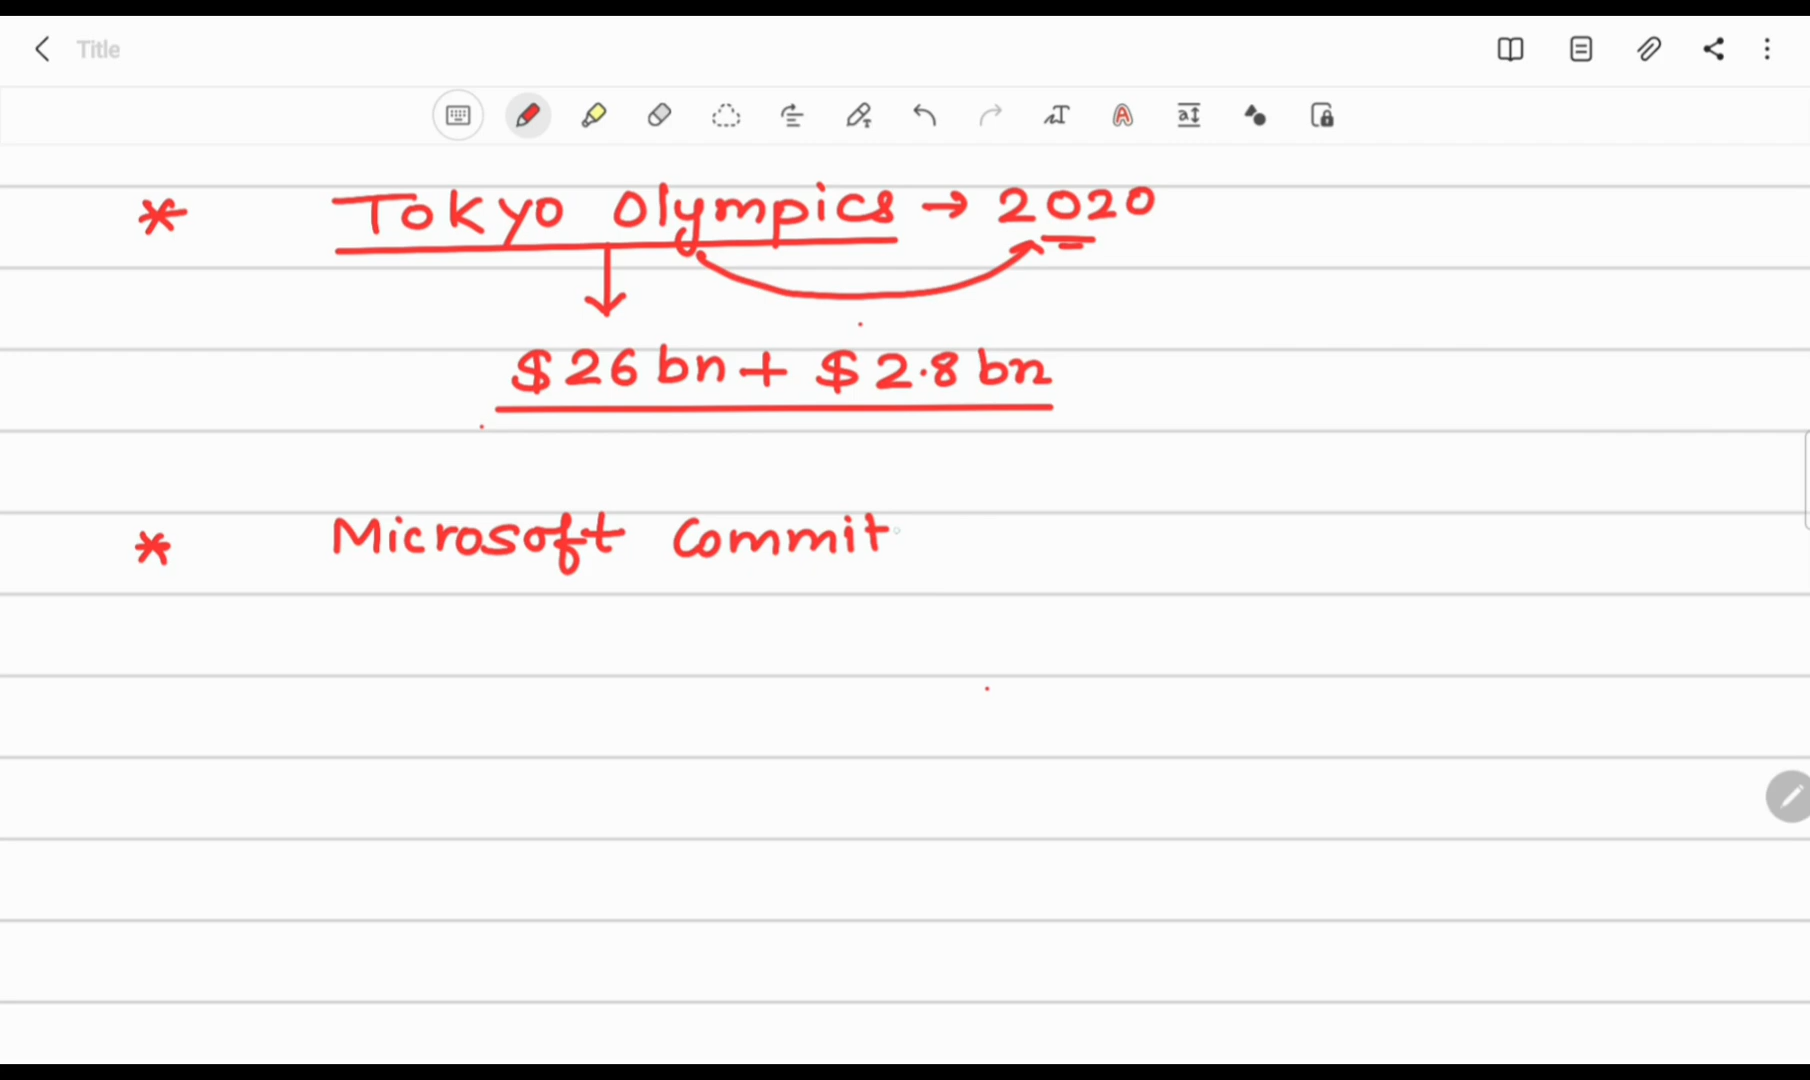 Title
* Tokyo Olympics → 2020
$26 bn + $2.8 bn
* Microsoft Commit